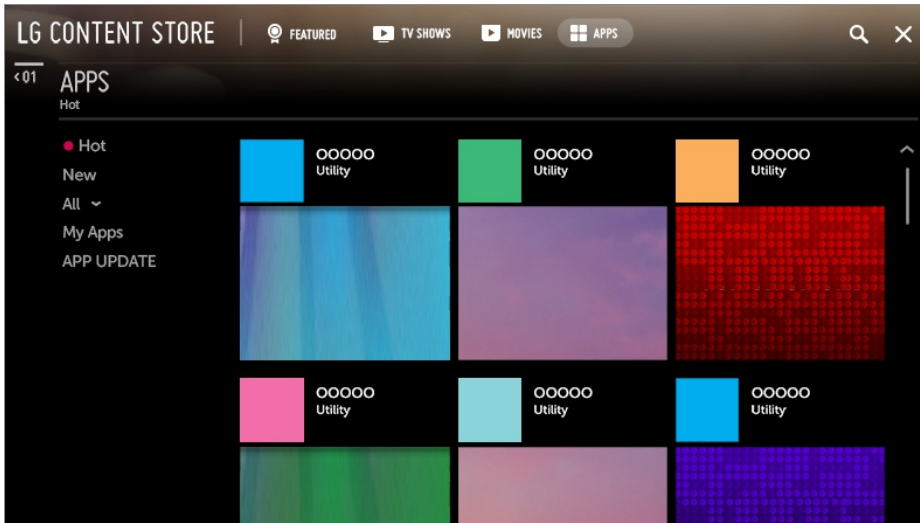 LG CONTENT STORE
FEATURED
TV SHOWS
MOVIES
APPS
<01
APPS
Hot
Hot
New
All
My Apps
APP UPDATE
OOOOO
Utility
OOOOO
Utility
OOOOO
Utility
OOOOO
Utility
OOOOO
Utility
OOOOO
Utility